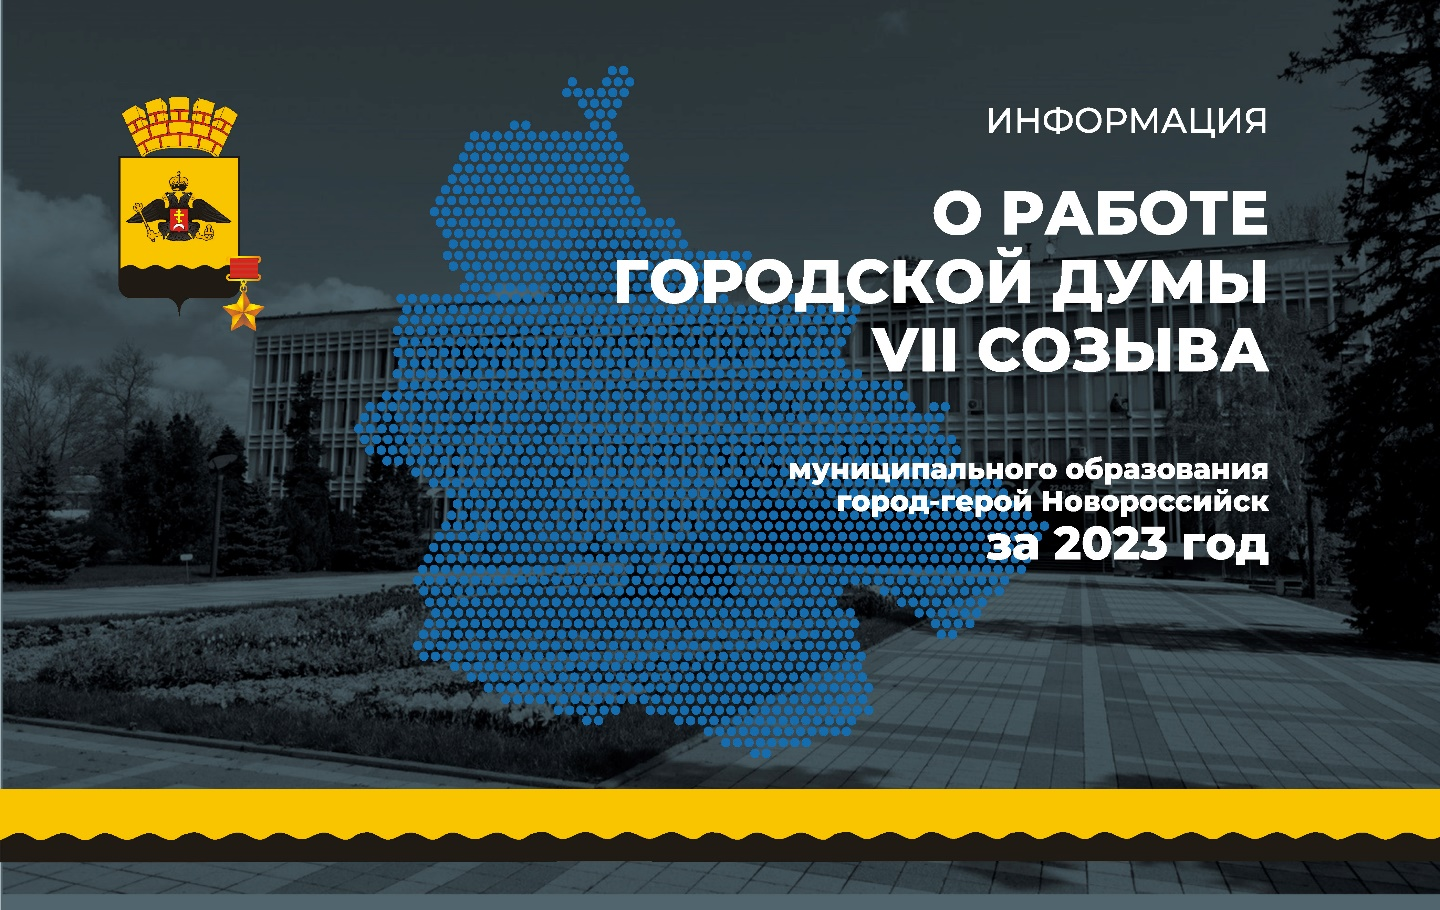 ИНФОРМАЦИЯ
О РАБОТЕ
ГОРОДСКОЙ ДУМЫ
VII СОЗЫВА
муниципального образования
город-герой Новороссийск
за 2023 год